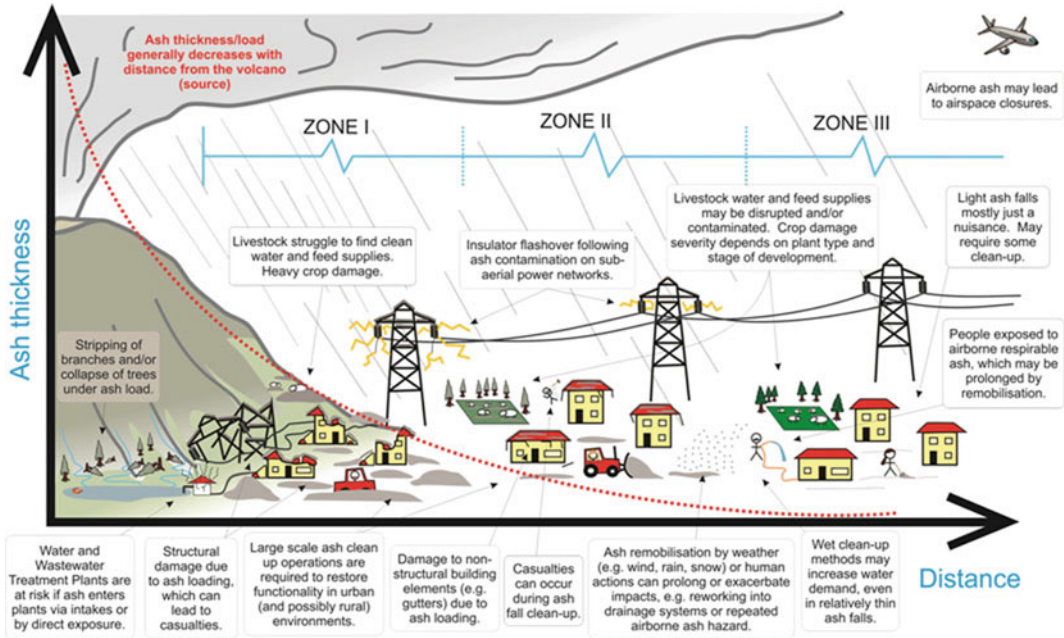 Ash thickness/load
generally decreases with
distance from the volcano
(source)
Airborne ash may lead
to airspace closures.
ZONE I
ZONE II
ZONE III
Livestock struggle to find clean
water and feed supplies.
Heavy crop damage.
Insulator flashover following
ash contamination on sub-
aerial power networks.
Livestock water and feed supplies
may be disrupted and/or
contaminated. Crop damage
severity depends on plant type and
stage of development.
Light ash falls
mostly just a
nuisance. May
require some
clean-up.
Ash thickness
Stripping of
branches and/or
collapse of trees
under ash load.
People exposed to
airborne respirable
ash, which may be
prolonged by
remobilisation.
Water and
Wastewater
Treatment Plants are
at risk if ash enters
plants via intakes or
by direct exposure.
Structural
damage due
to ash loading,
which can
lead to
casualties.
Large scale ash clean
up operations are
required to restore
functionality in urban
(and possibly rural)
environments.
Damage to non-
structural building
elements (e.g.
gutters) due to
ash loading.
Casualties
can occur
during ash
fall clean-up.
Ash remobilisation by weather
(e.g. wind, rain, snow) or human
actions can prolong or exacerbate
impacts, e.g. reworking into
drainage systems or repeated
airborne ash hazard.
Wet clean-up
methods may
increase water
demand, even
in relatively thin
ash falls.
Distance